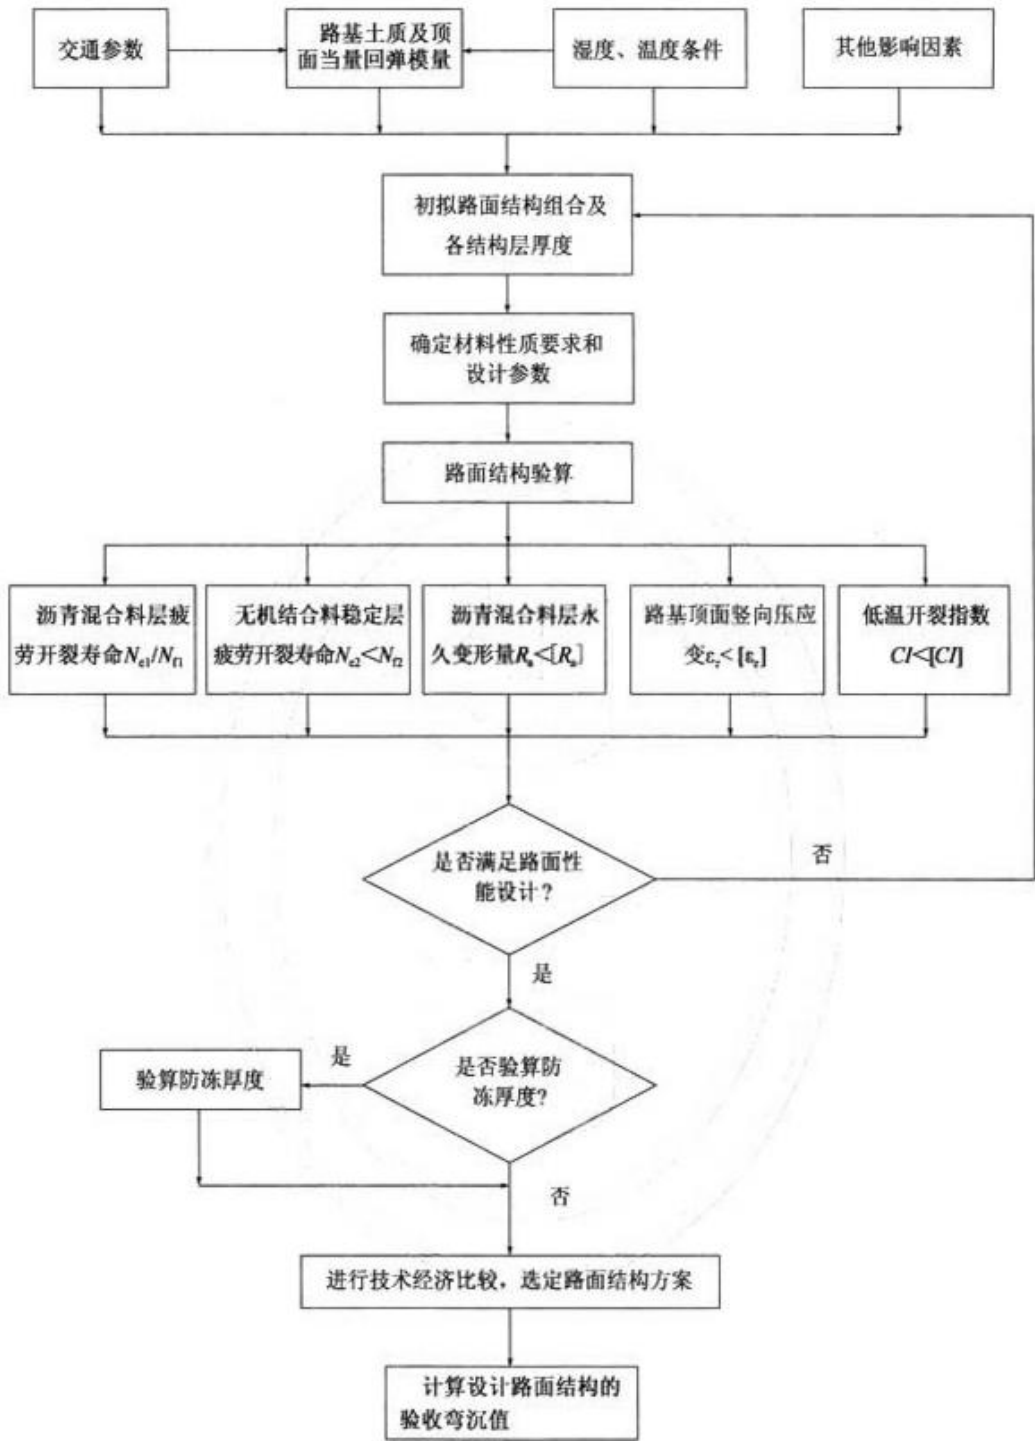 交通参数
路基土质及顶
面当量回弹模量
湿度、温度条件
其他影响因素
初拟路面结构组合及
各结构层厚度
确定材料性质要求和
设计参数
路面结构验算
沥青混合料层疲
劳开裂寿命Ne1/Nf1
无机结合料稳定层
疲劳开裂寿命Ne2<Nf2
沥青混合料层永
久变形量Ra<[Ra]
路基顶面竖向压应
变εz<[εz]
低温开裂指数
CI<[CI]
是否满足路面性
能设计?
否
是
是否验算防
冻厚度?
是
验算防冻厚度
否
进行技术经济比较，选定路面结构方案
计算设计路面结构的
验收弯沉值